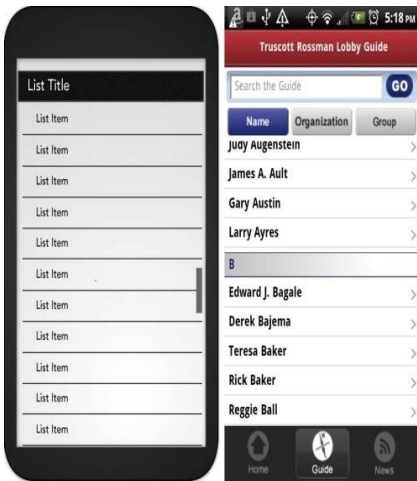 List Title
List Item
List Item
List Item
List Item
List Item
List Item
List Item
List Item
List Item
List Item
List Item
5:18 PM
Truscott Rossman Lobby Guide
Search the Guide
GO
Name Organization Group
Judy Augenstein
James A. Ault
Gary Austin
Larry Ayres
B
Edward J. Bagale
Derek Bajema
Teresa Baker
Rick Baker
Reggie Ball
Home Guide News